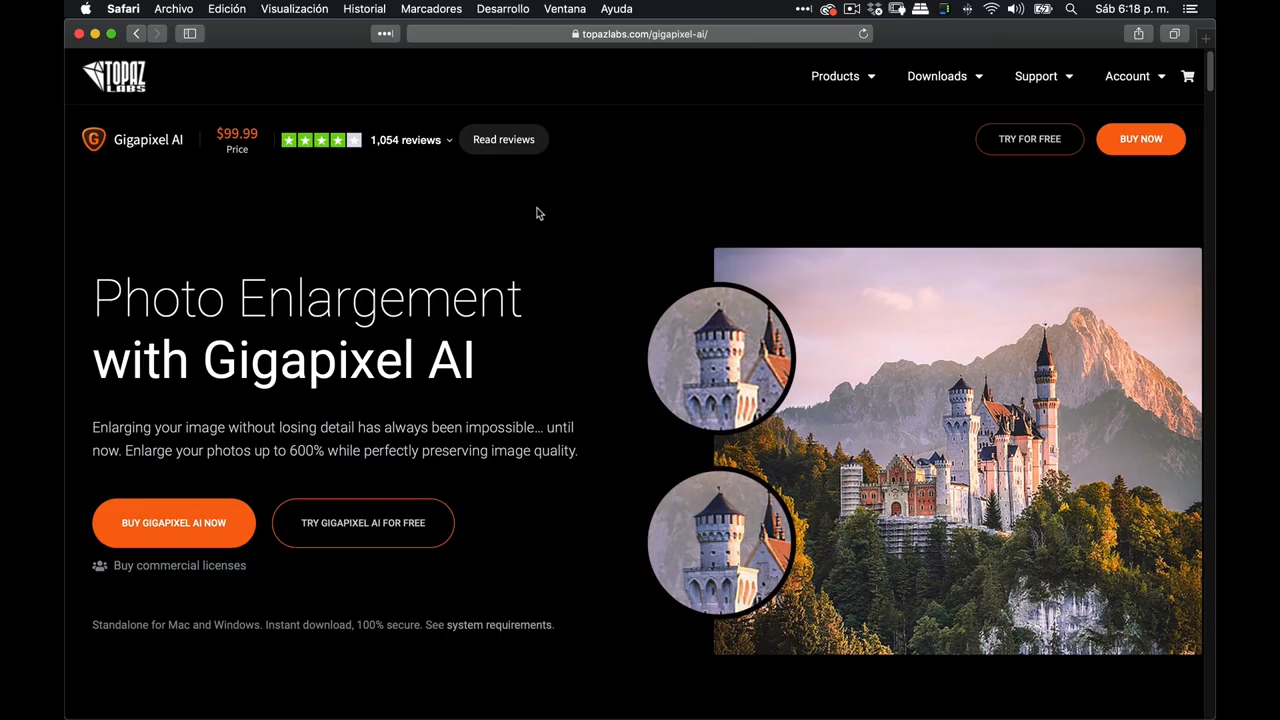 Safari Archivo Edición Visualización Historial Marcadores Desarrollo Ventana Ayuda Sáb 6:18 p. m.
topazlabs.com/gigapixel-ai/
TOPAZ
LABS
Products Downloads Support Account
G Gigapixel AI $99.99 1,054 reviews Read reviews TRY FOR FREE BUY NOW
Price
Photo Enlargement
with Gigapixel AI
Enlarging your image without losing detail has always been impossible... until
now. Enlarge your photos up to 600% while perfectly preserving image quality.
BUY GIGAPIXEL AI NOW TRY GIGAPIXEL AI FOR FREE
Buy commercial licenses
Standalone for Mac and Windows. Instant download, 100% secure. See system requirements.